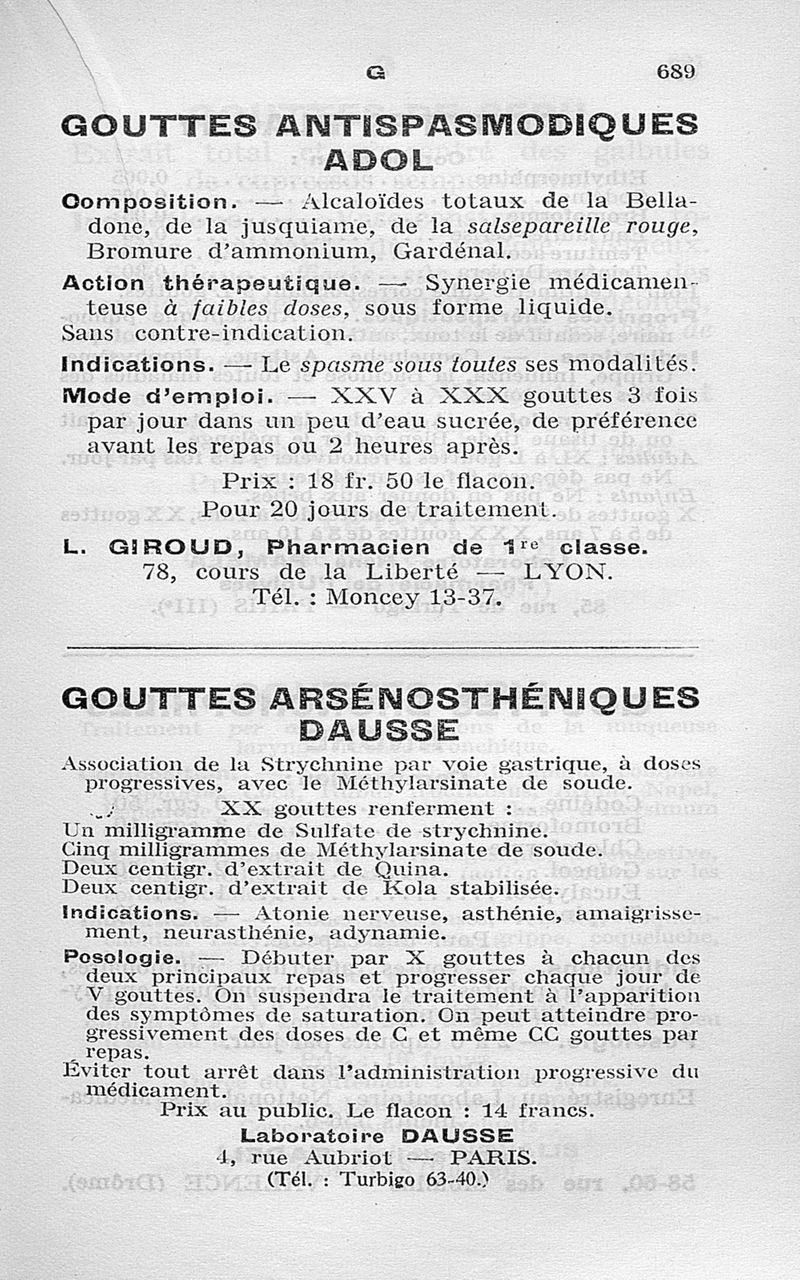 G 689
GOUTTES ANTISPASMODIQUES
ADOL
Composition. — Alcaloïdes totaux de la Bella-
done, de la jusquiame, de la salsepareille rouge,
Bromure d'ammonium, Gardénal.
Action thérapeutique. — Synergie médicamen-
teuse à faibles doses, sous forme liquide.
Sans contre-indication.
Indications. — Le spasme sous toutes ses modalités.
Mode d'emploi. — XXV à XXX gouttes 3 fois
par jour dans un peu d'eau sucrée, de préférence
avant les repas ou 2 heures après.
Prix : 18 fr. 50 le flacon.
Pour 20 jours de traitement.
L. GIROUD, Pharmacien de 1re classe.
78, cours de la Liberté — LYON.
Tél. : Moncey 13-37.
GOUTTES ARSÉNOSTHÉNIQUES
DAUSSE
Association de la Strychnine par voie gastrique, à doses
progressives, avec le Méthylarsinate de soude.
XX gouttes renferment :
Un milligramme de Sulfate de strychnine.
Cinq milligrammes de Méthylarsinate de soude.
Deux centigr. d'extrait de Quina.
Deux centigr. d'extrait de Kola stabilisée.
Indications. — Atonie nerveuse, asthénie, amaigrisse-
ment, neurasthénie, adynamie.
Posologie. — Débuter par X gouttes à chacun des
deux principaux repas et progresser chaque jour de
V gouttes. On suspendra le traitement à l'apparition
des symptômes de saturation. On peut atteindre pro-
gressivement des doses de C et même CC gouttes par
repas.
Éviter tout arrêt dans l'administration progressive du
médicament.
Prix au public. Le flacon : 14 francs.
Laboratoire DAUSSE
4, rue Aubriot — PARIS.
(Tél. : Turbigo 63-40.)